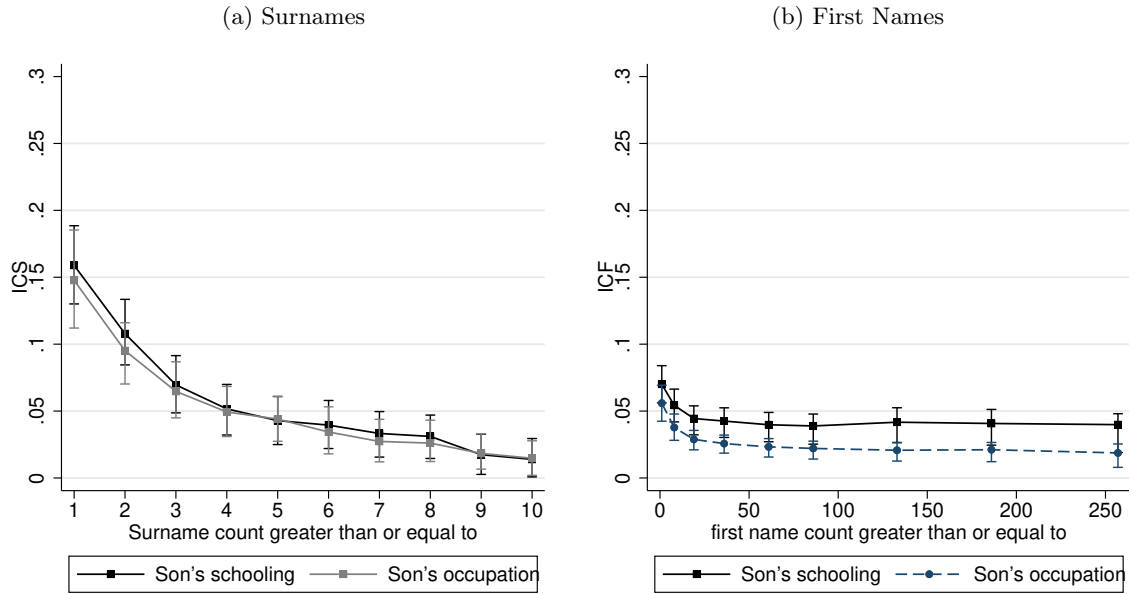 (a) Surnames
.3
.25
.2
.15
.1
.05
0
ICS
1 2 3 4 5 6 7 8 9 10
Surname count greater than or equal to
Son's schooling Son's occupation
(b) First Names
.3
.25
.2
.15
.1
.05
0
ICF
0 50 100 150 200 250
first name count greater than or equal to
Son's schooling Son's occupation